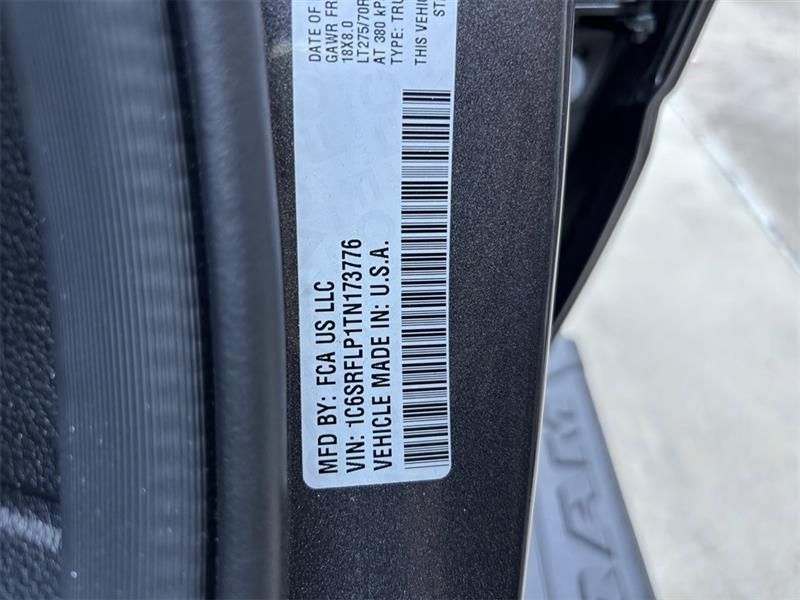 DATE OF
GAWR FR
18X8.0
LT275/70R
AT 380 kP
TYPE: TRU
THIS VEHIC
ST
MFD BY: FCA US LLC
VIN: 1C6SRFLP1TN173776
VEHICLE MADE IN: U.S.A.
RAM